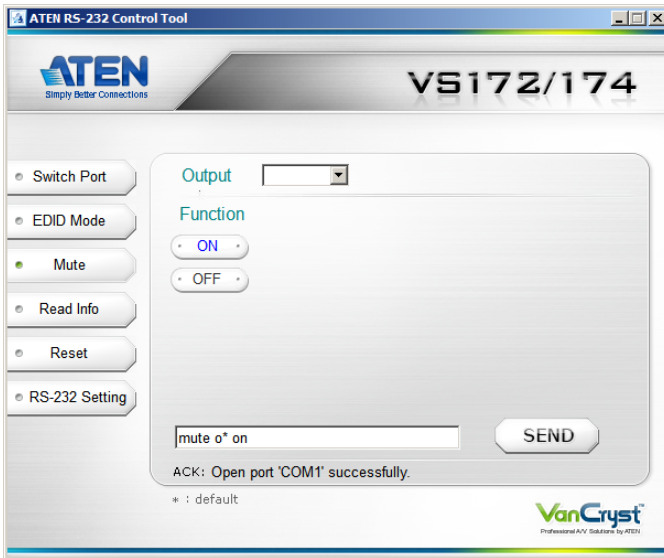 ATEN RS-232 Control Tool
ATEN
Simply Better Connections
VS172/174
Switch Port
EDID Mode
Mute
Read Info
Reset
RS-232 Setting
Output
Function
ON
OFF
mute o* on
SEND
ACK: Open port 'COM1' successfully.
* : default
VanCryst™
Professional A/V Solutions by ATEN